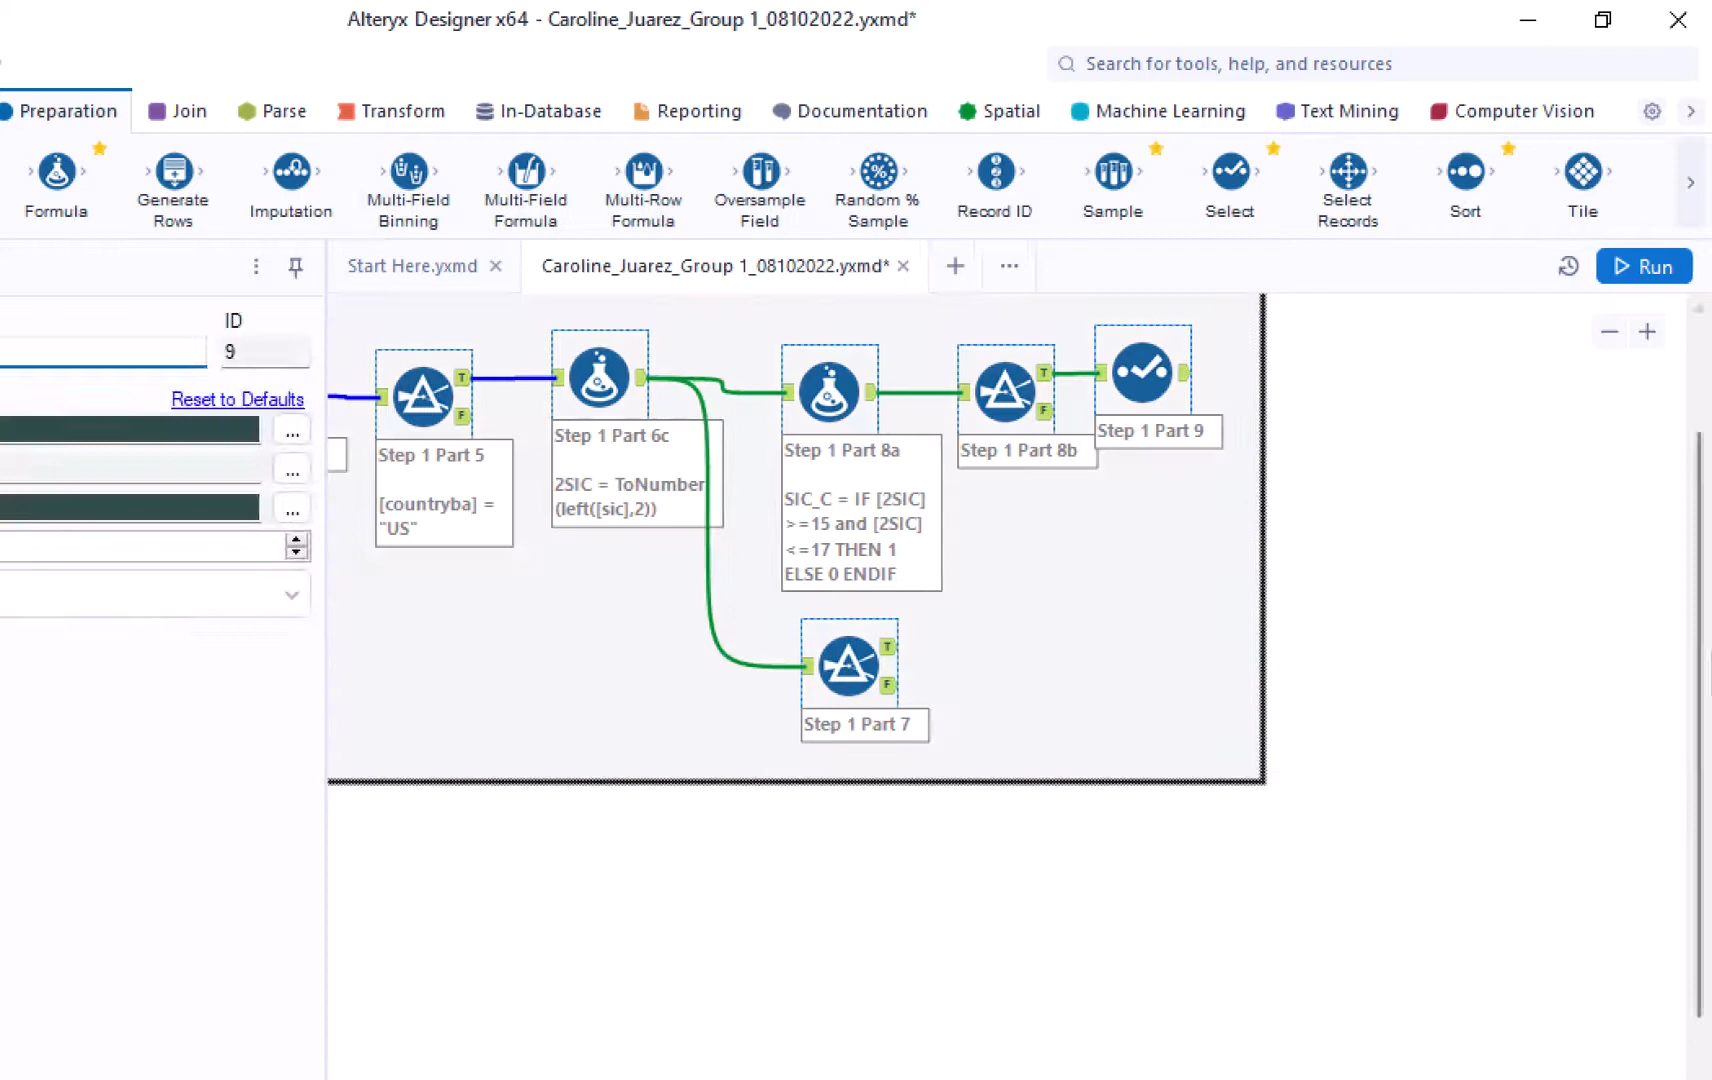 Alteryx Designer x64 - Caroline_Juarez_Group 1_08102022.yxmd*
Search for tools, help, and resources
Preparation Join Parse Transform In-Database Reporting Documentation Spatial Machine Learning Text Mining Computer Vision
Formula
Generate
Rows
Imputation
Multi-Field
Binning
Multi-Field
Formula
Multi-Row
Formula
Oversample
Field
Random %
Sample
Record ID
Sample
Select
Select
Records
Sort
Tile
Start Here.yxmd
Caroline_Juarez_Group 1_08102022.yxmd*
Run
ID
9
Reset to Defaults
...
...
...
T
F
Step 1 Part 5
[countryba] =
"US"
Step 1 Part 6c
2SIC = ToNumber
(left([sic],2))
Step 1 Part 8a
SIC_C = IF [2SIC]
>=15 and [2SIC]
<=17 THEN 1
ELSE 0 ENDIF
T
F
Step 1 Part 8b
Step 1 Part 9
T
F
Step 1 Part 7